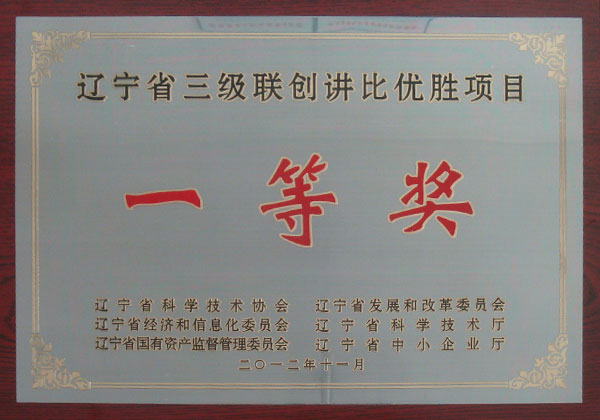 辽宁省三级联创讲比优胜项目
一等奖
辽宁省科学技术协会 辽宁省发展和改革委员会
辽宁省经济和信息化委员会 辽宁省科学技术厅
辽宁省国有资产监督管理委员会 辽宁省中小企业厅
二〇一二年十一月